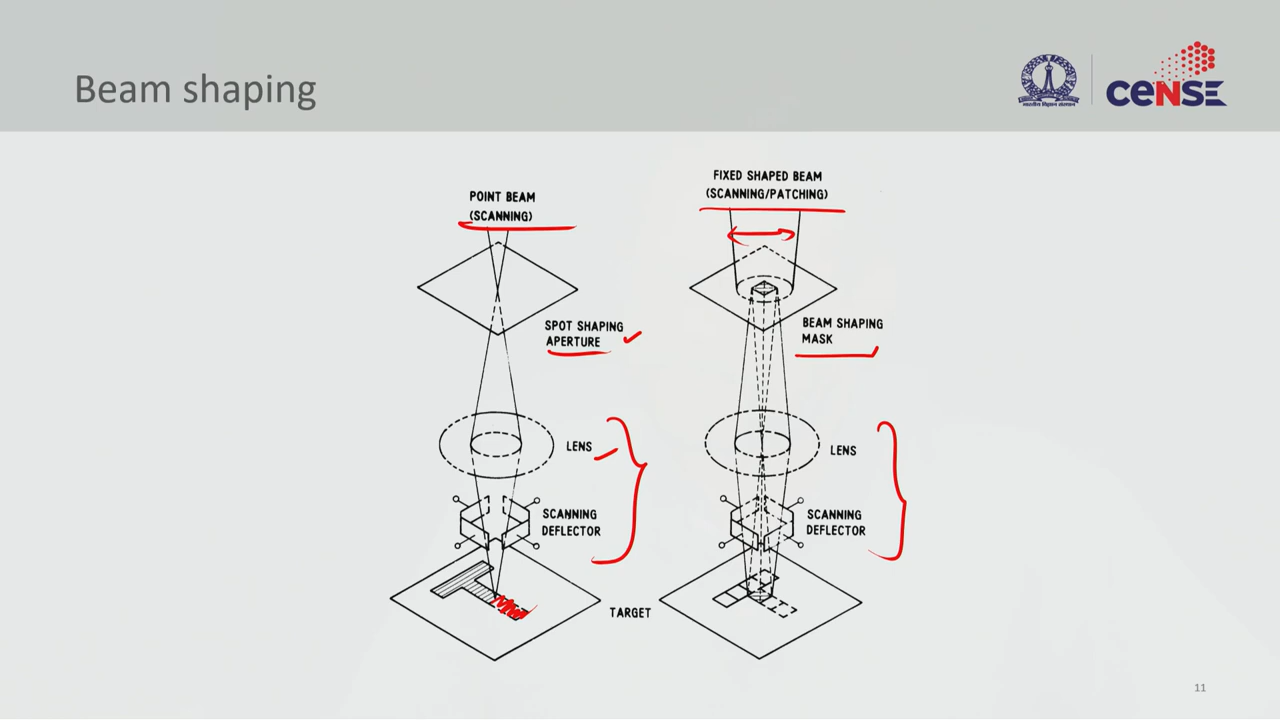 Beam shaping
ceNSE
POINT BEAM
(SCANNING)
SPOT SHAPING
APERTURE
LENS
SCANNING
DEFLECTOR
TARGET
FIXED SHAPED BEAM
(SCANNING/PATCHING)
BEAM SHAPING
MASK
LENS
SCANNING
DEFLECTOR
11